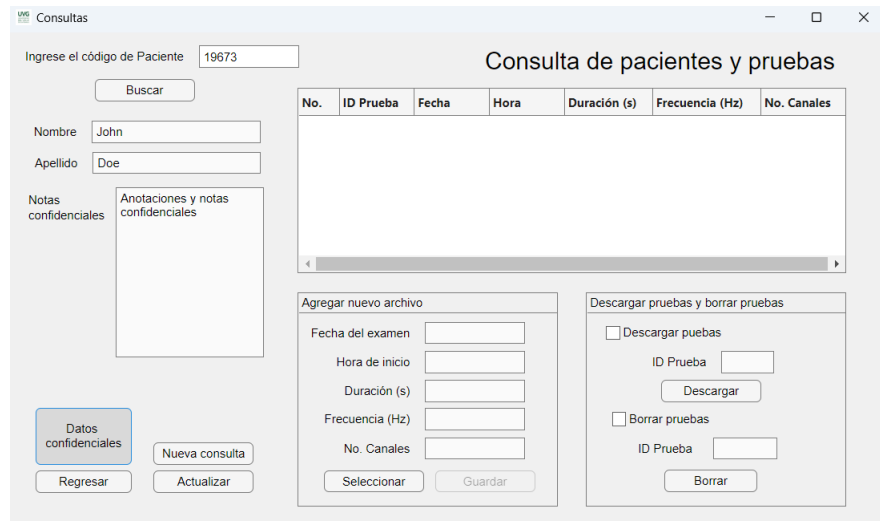 UVG Consultas
Ingrese el código de Paciente 19673
Buscar
Nombre John
Apellido Doe
Notas
confidenciales
Anotaciones y notas
confidenciales
Datos
confidenciales
Nueva consulta
Regresar
Actualizar
Consulta de pacientes y pruebas
No. ID Prueba Fecha Hora Duración (s) Frecuencia (Hz) No. Canales
Agregar nuevo archivo
Fecha del examen
Hora de inicio
Duración (s)
Frecuencia (Hz)
No. Canales
Seleccionar Guardar
Descargar pruebas y borrar pruebas
Descargar puebas
ID Prueba
Descargar
Borrar pruebas
ID Prueba
Borrar